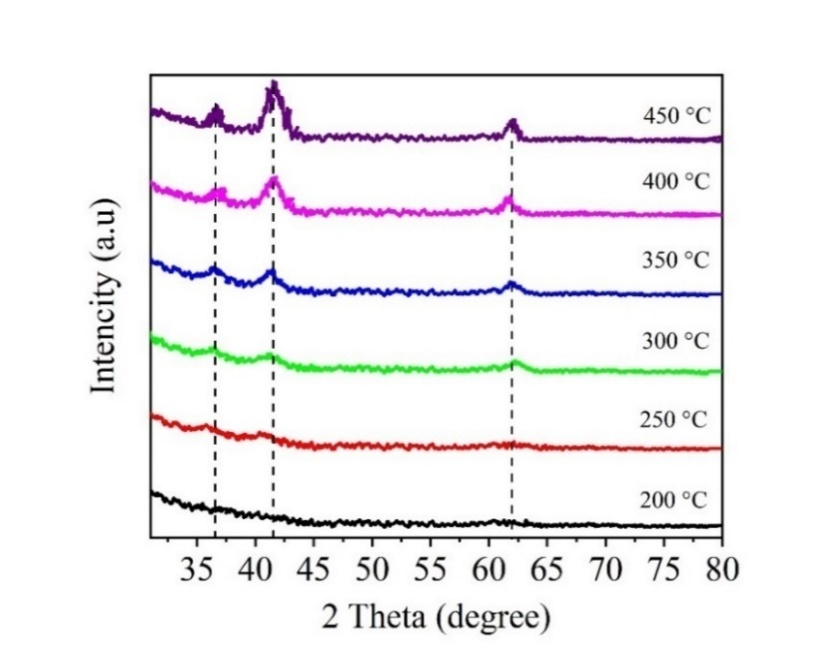 450 °C
400 °C
350 °C
300 °C
250 °C
200 °C
Intencity (a.u)
35 40 45 50 55 60 65 70 75 80
2 Theta (degree)